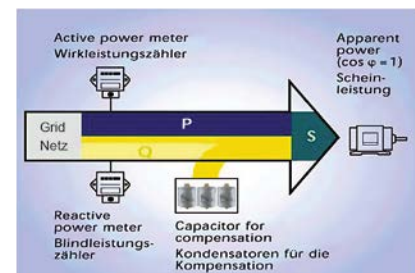 Active power meter
Wirkleistungszähler
Apparent
power
(cos φ = 1)
Schein-
leistung
Grid
Netz
P
Q
S
Reactive
power meter
Blindleistungs-
zähler
Capacitor for
compensation
Kondensatoren für die
Kompensation